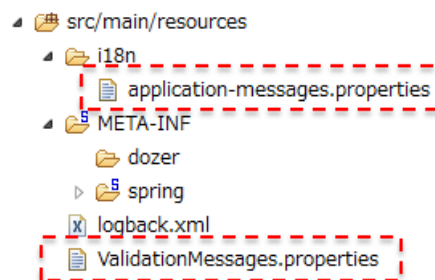 src/main/resources
i18n
application-messages.properties
META-INF
dozer
spring
logback.xml
ValidationMessages.properties